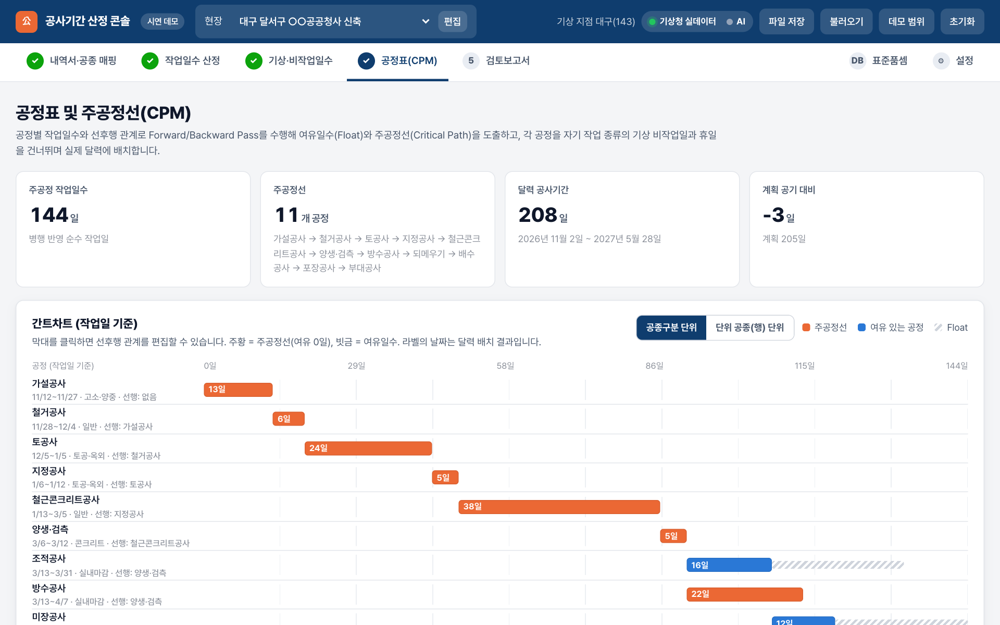 公 공사기간 산정 콘솔 시연 데모 현장 대구 달서구 〇〇공공청사 신축 편집 기상 지점 대구(143) 기상청 실데이터 AI 파일 저장 불러오기 데모 범위 초기화
내역서·공종 매핑 작업일수 산정 기상·비작업일수 공정표(CPM) 5 검토보고서 DB 표준품셈 설정
공정표 및 주공정선(CPM)
공정별 작업일수와 선후행 관계로 Forward/Backward Pass를 수행해 여유일수(Float)와 주공정선(Critical Path)을 도출하고, 각 공정을 자기 작업 종류의 기상 비작업일과 휴일
을 건너뛰며 실제 달력에 배치합니다.
주공정 작업일수
144일
병행 반영 순수 작업일
주공정선
11개 공정
가설공사 → 철거공사 → 토공사 → 지정공사 → 철근콘크
리트공사 → 양생·검측 → 방수공사 → 되메우기 → 배수
공사 → 포장공사 → 부대공사
달력 공사기간
208일
2026년 11월 2일 ~ 2027년 5월 28일
계획 공기 대비
-3일
계획 205일
간트차트 (작업일 기준)
막대를 클릭하면 선후행 관계를 편집할 수 있습니다. 주황 = 주공정선(여유 0일), 빗금 = 여유일수. 라벨의 날짜는 달력 배치 결과입니다.
공종구분 단위 단위 공종(행) 단위 주공정선 여유 있는 공정 Float
공정 (작업일 기준) 0일 29일 58일 86일 115일 144일
가설공사
11/12~11/27 · 고소·양중 · 선행: 없음
13일
철거공사
11/28~12/4 · 일반 · 선행: 가설공사
6일
토공사
12/5~1/5 · 토공·옥외 · 선행: 철거공사
24일
지정공사
1/6~1/12 · 토공·옥외 · 선행: 토공사
5일
철근콘크리트공사
1/13~3/5 · 일반 · 선행: 지정공사
38일
양생·검측
3/6~3/12 · 콘크리트 · 선행: 철근콘크리트공사
5일
조적공사
3/13~3/31 · 실내마감 · 선행: 양생·검측
16일
방수공사
3/13~4/7 · 실내마감 · 선행: 양생·검측
22일
미장공사
12일